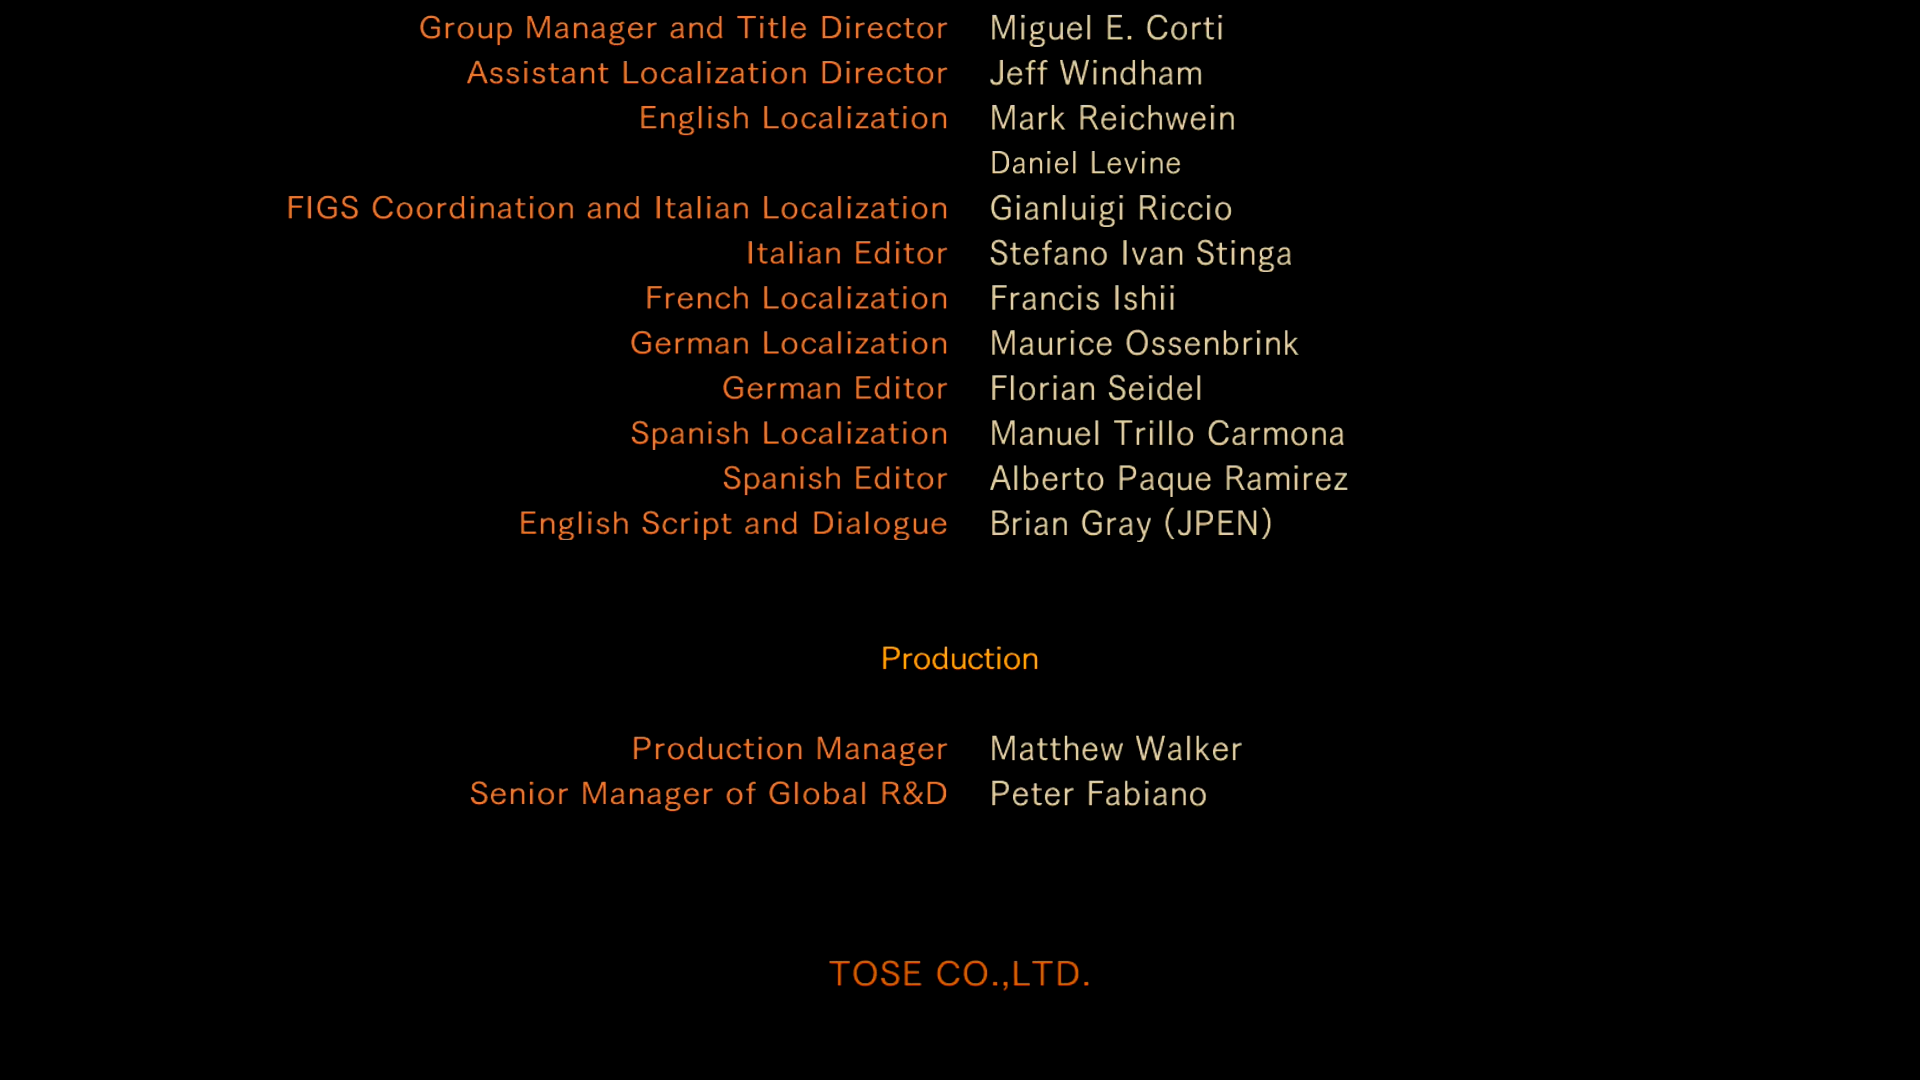 Group Manager and Title Director Miguel E. Corti
Assistant Localization Director Jeff Windham
English Localization Mark Reichwein
Daniel Levine
FIGS Coordination and Italian Localization Gianluigi Riccio
Italian Editor Stefano Ivan Stinga
French Localization Francis Ishii
German Localization Maurice Ossenbrink
German Editor Florian Seidel
Spanish Localization Manuel Trillo Carmona
Spanish Editor Alberto Paque Ramirez
English Script and Dialogue Brian Gray (JPEN)
Production
Production Manager Matthew Walker
Senior Manager of Global R&D Peter Fabiano
TOSE CO.,LTD.